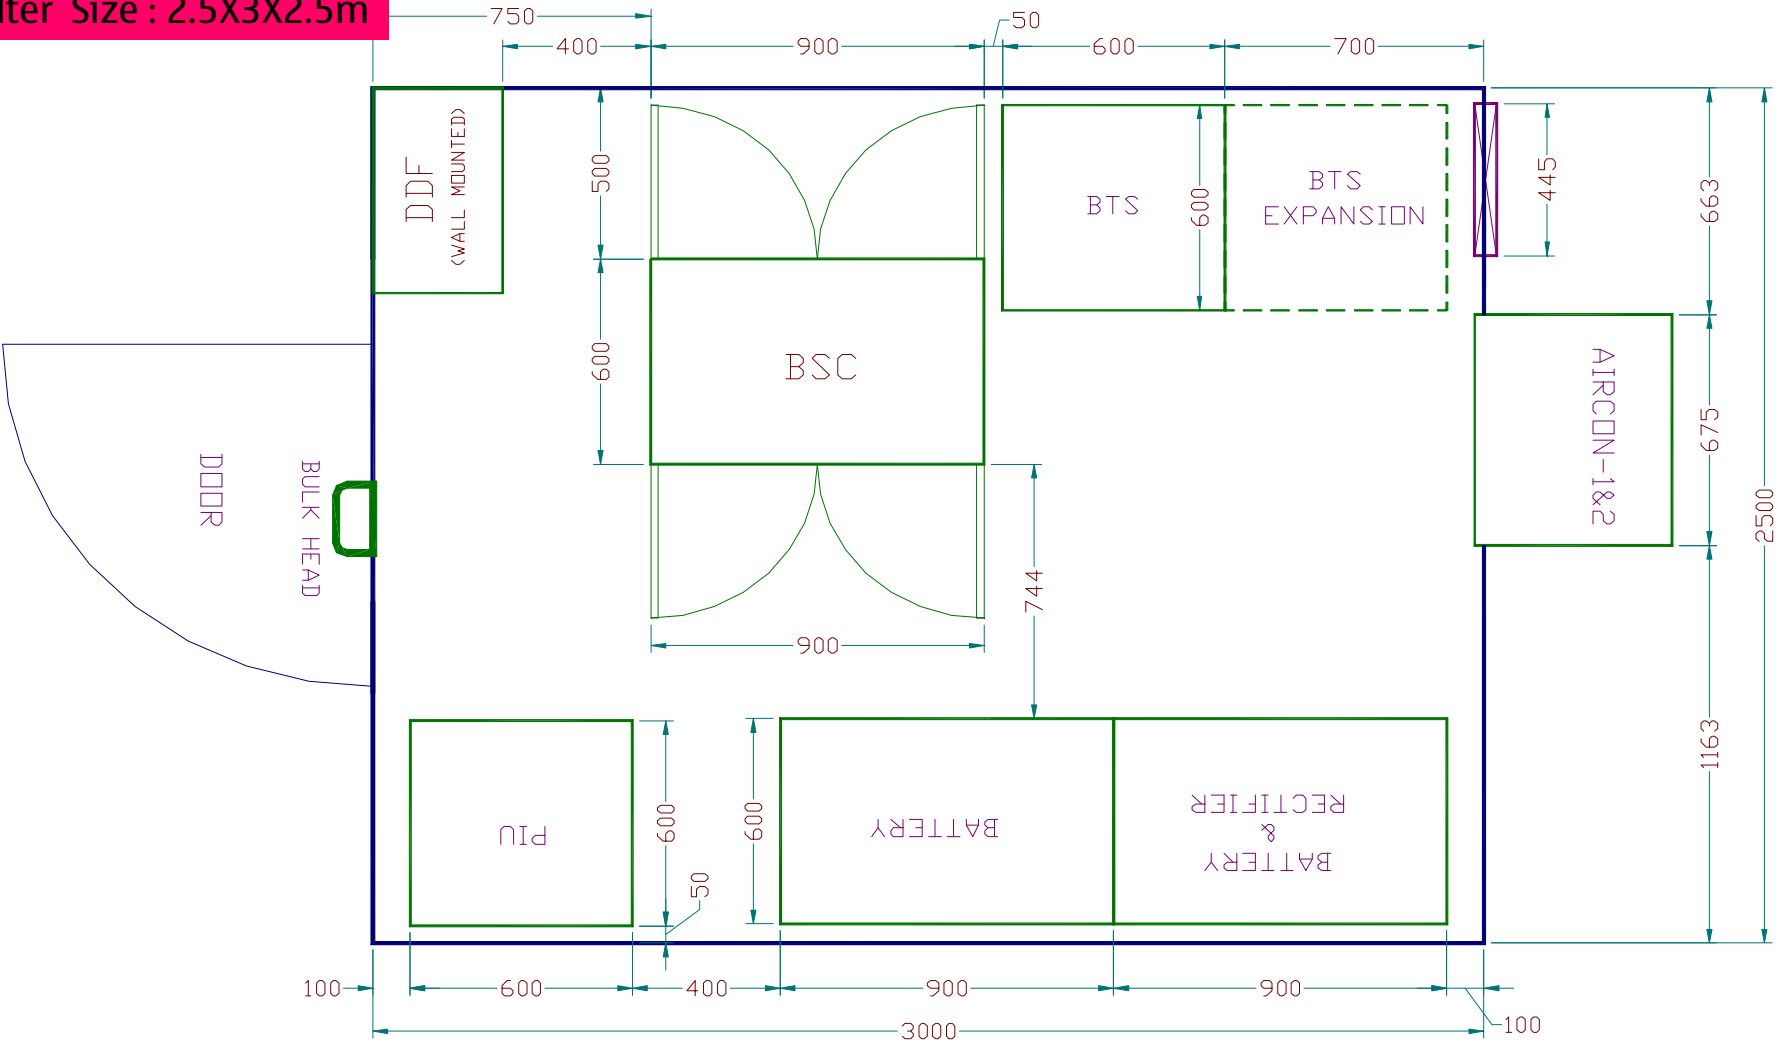 lter Size : 2.5X3X2.5m
750
50
400
900
600
700
DDF
(WALL MOUNTED)
500
BTS
600
BTS
EXPANSION
4445
663
600
BSC
AIRCON-1&2
675
2500
DOOR
BULK HEAD
744
900
1163
PIU
600
50
600
BATTERY
BATTERY
&
RECTIFIER
100
600
400
900
900
100
3000